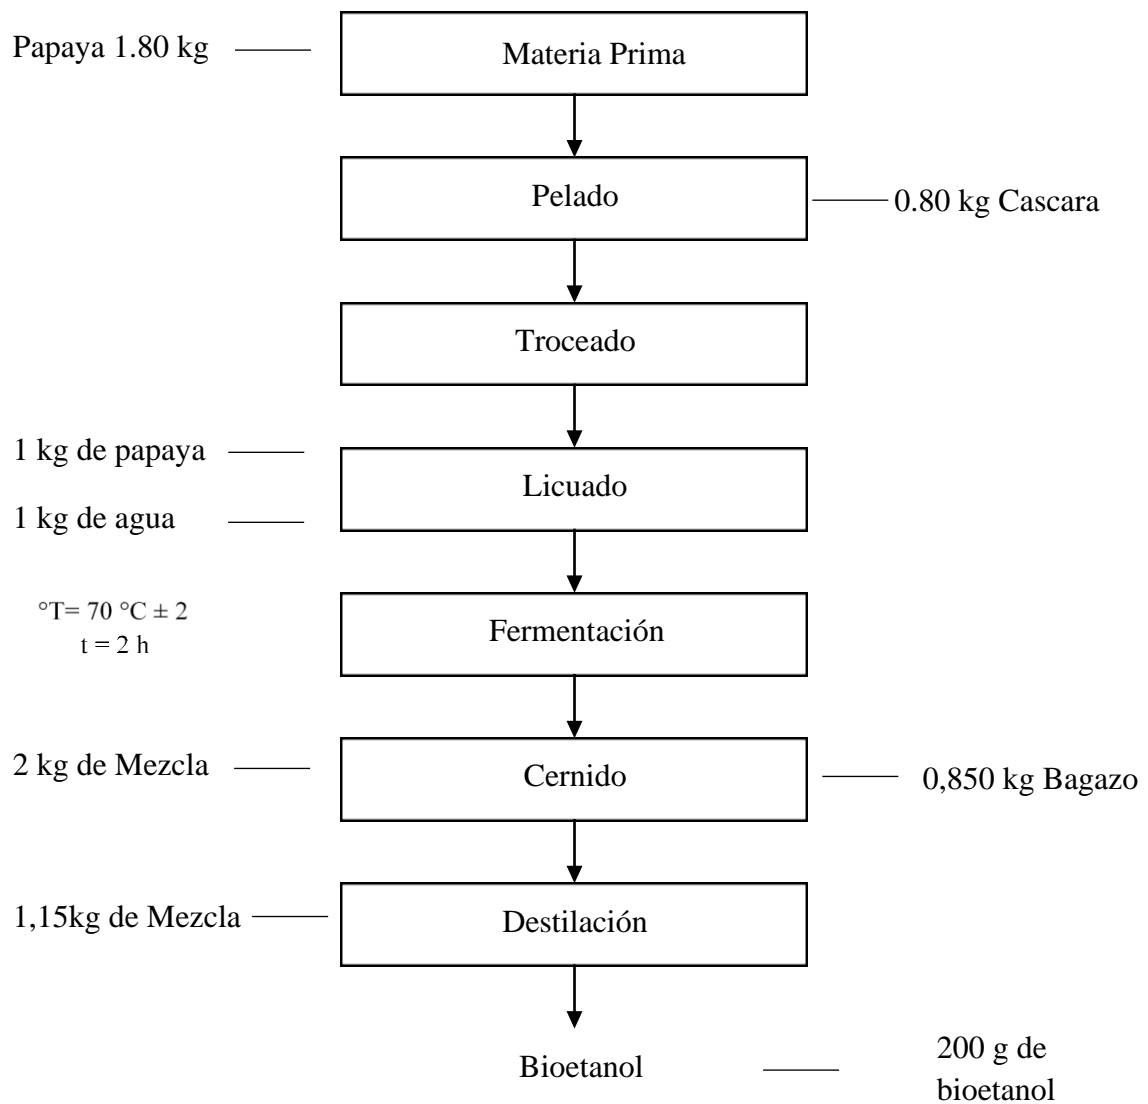 Papaya 1.80 kg
Materia Prima
Pelado
0.80 kg Cascara
Troceado
1 kg de papaya
Licuado
1 kg de agua
°T= 70 °C ± 2
t = 2 h
Fermentación
2 kg de Mezcla
Cernido
0,850 kg Bagazo
1,15kg de Mezcla
Destilación
Bioetanol
200 g de
bioetanol